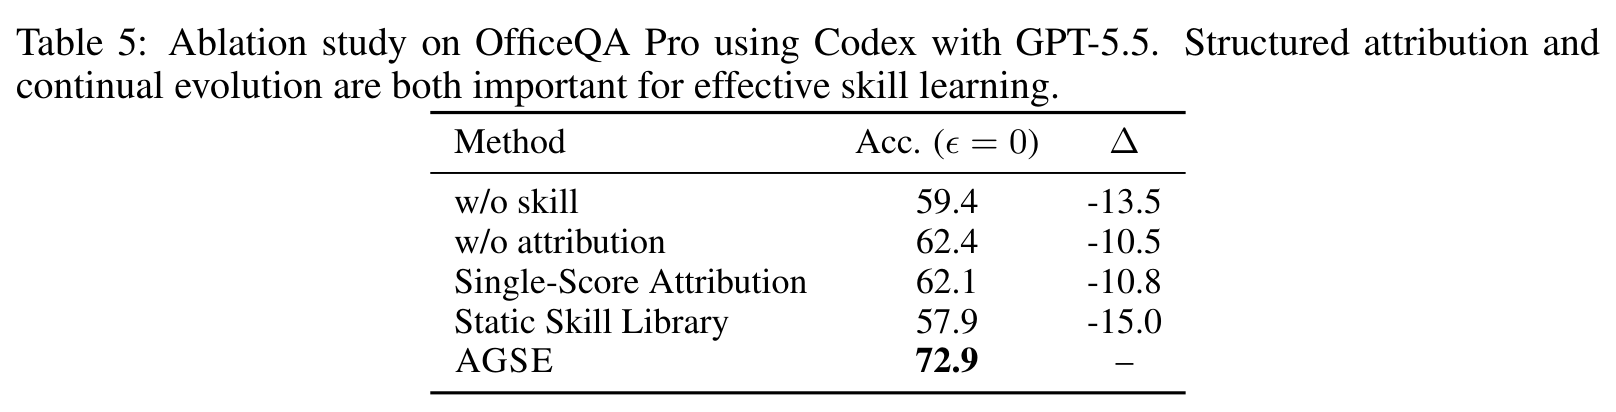 Table 5: Ablation study on OfficeQA Pro using Codex with GPT-5.5. Structured attribution and
continual evolution are both important for effective skill learning.
Method Acc. (ϵ = 0) Δ
w/o skill 59.4 -13.5
w/o attribution 62.4 -10.5
Single-Score Attribution 62.1 -10.8
Static Skill Library 57.9 -15.0
AGSE 72.9 –